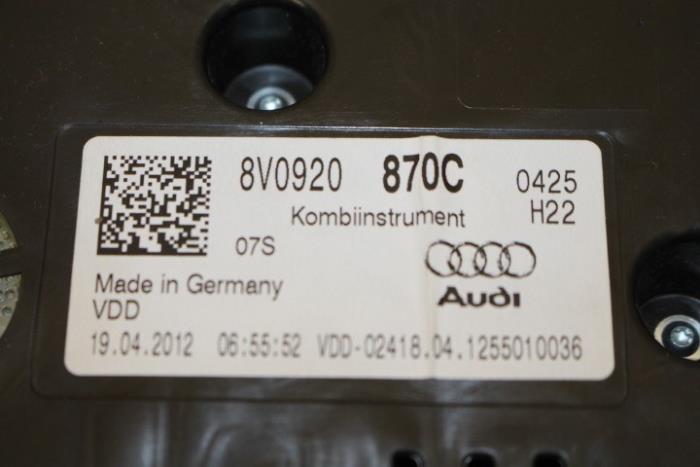 8V0920 870C 0425
Kombiinstrument H22
07S
Made in Germany
Audi
VDD
19.04.2012 06:55:52 VDD-02418.04.1255010036